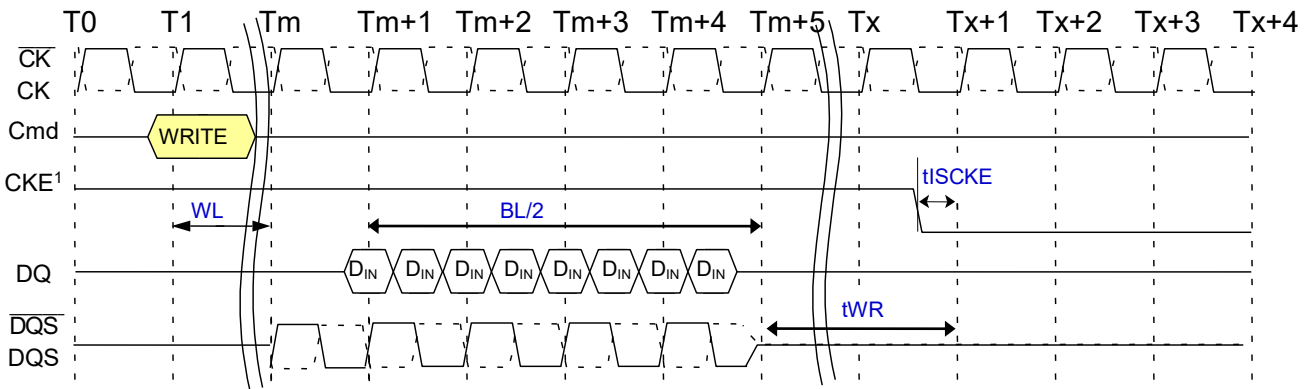 T0 T1 Tm Tm+1 Tm+2 Tm+3 Tm+4 Tm+5 Tx Tx+1 Tx+2 Tx+3 Tx+4
CK
CK
Cmd WRITE
CKE1 tISCKE
WL BL/2
DQ DIN DIN DIN DIN DIN DIN DIN DIN
DQS tWR
DQS